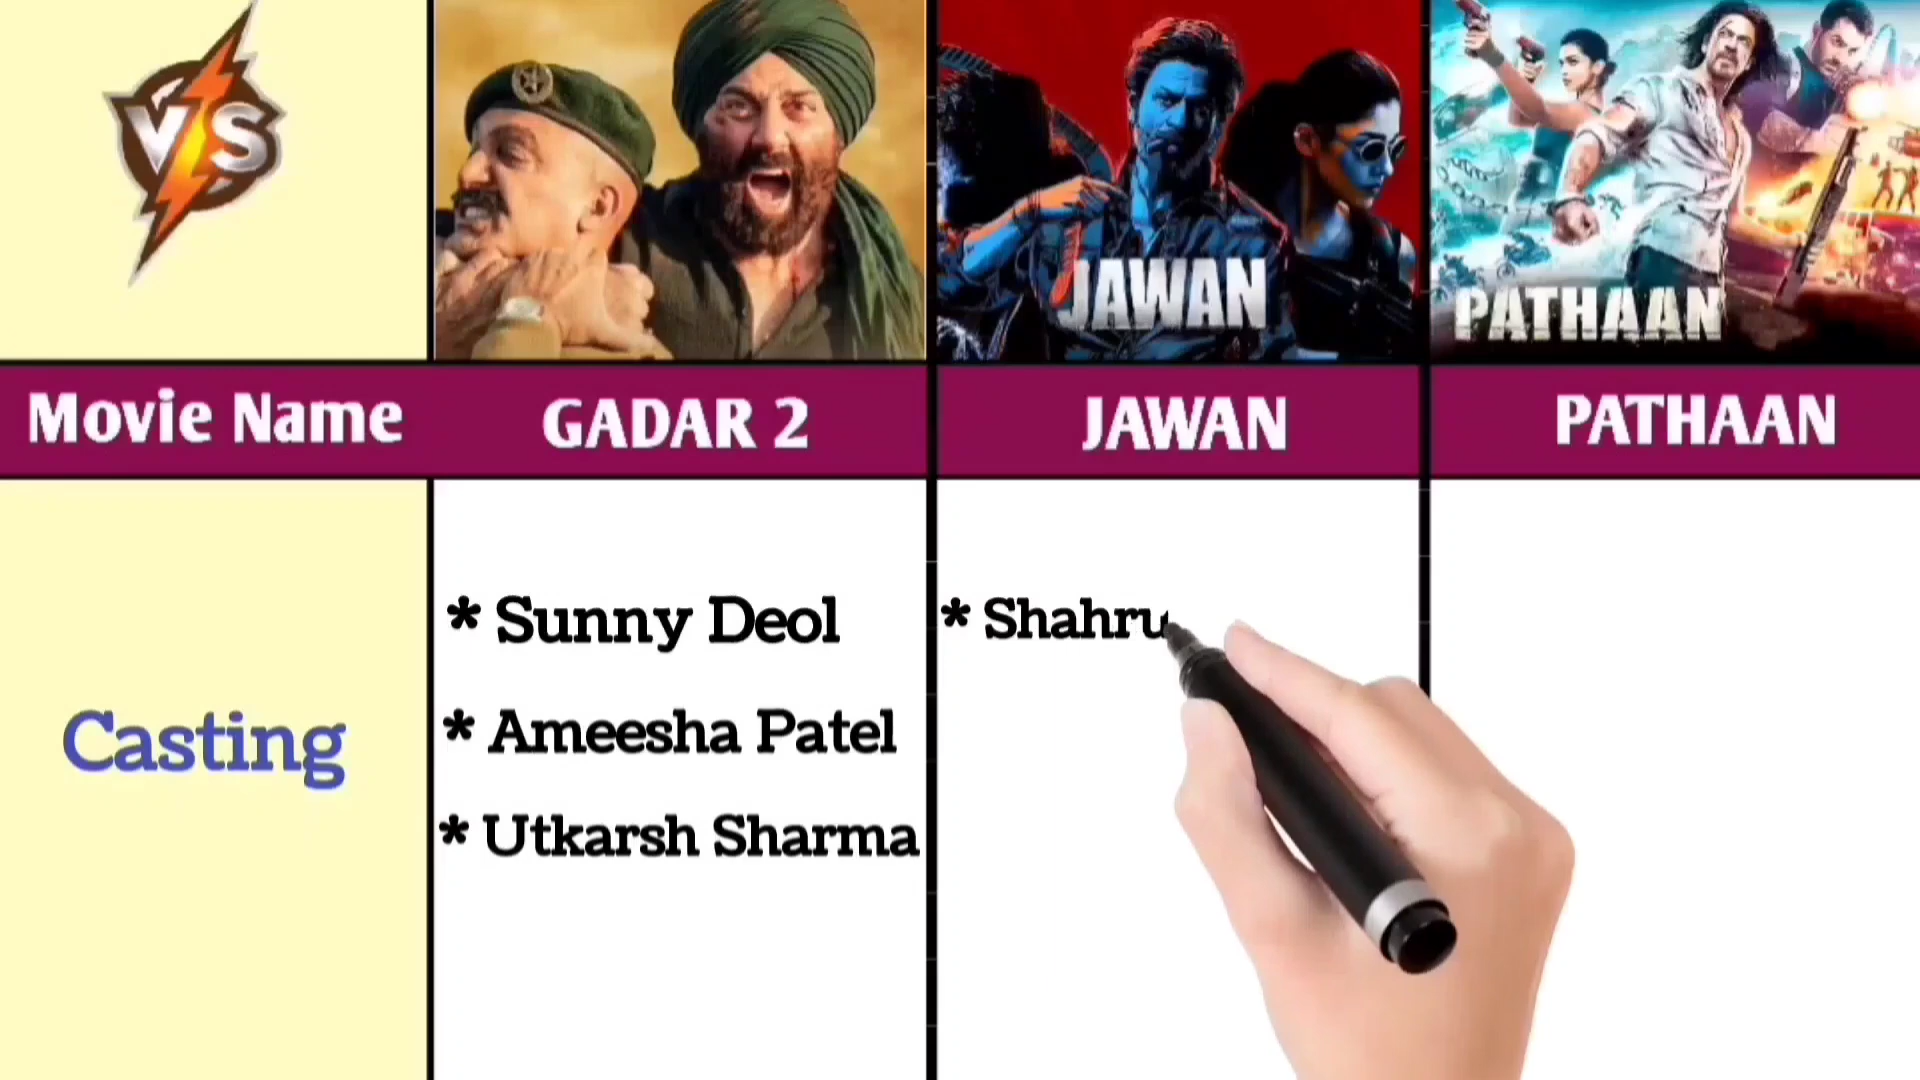 VS
JAWAN
PATHAAN
Movie Name
GADAR 2
JAWAN
PATHAAN
Casting
* Sunny Deol
* Ameesha Patel
* Utkarsh Sharma
* Shahru